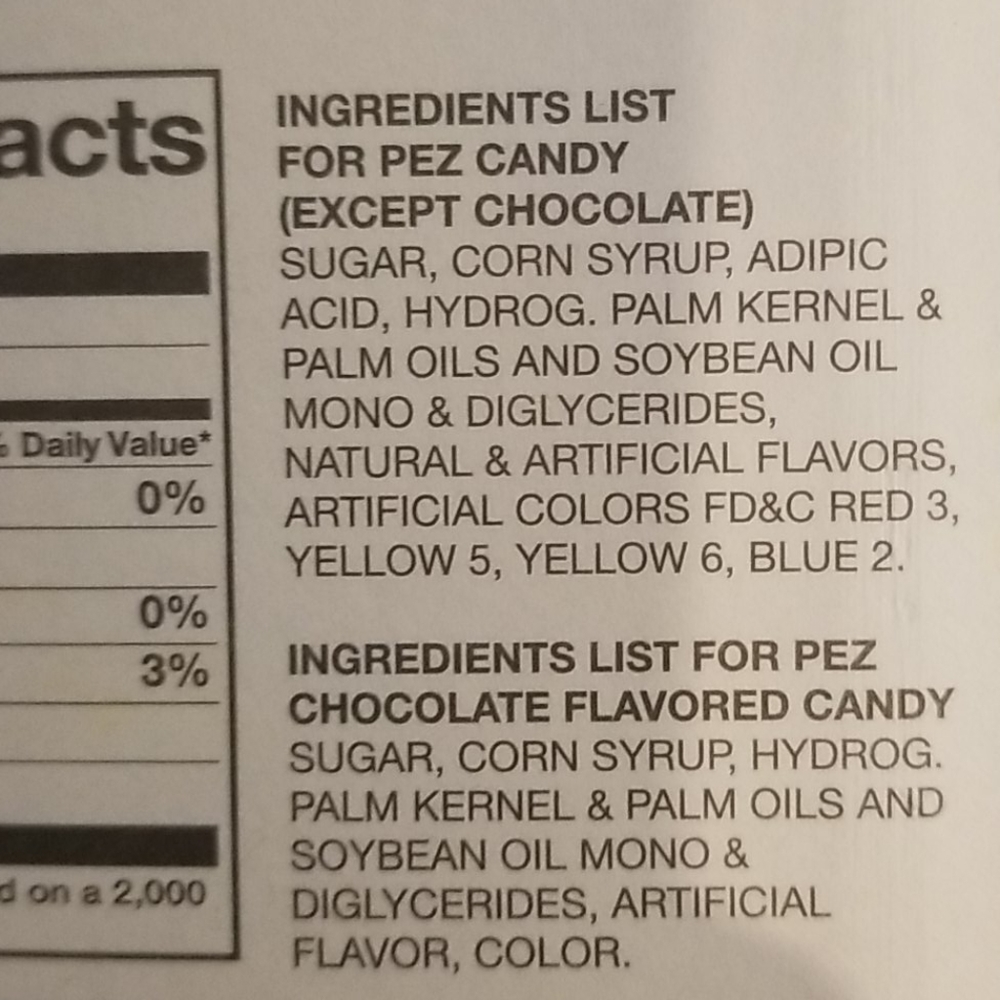 acts
Daily Value*
0%
0%
3%
d on a 2,000
INGREDIENTS LIST
FOR PEZ CANDY
(EXCEPT CHOCOLATE)
SUGAR, CORN SYRUP, ADIPIC
ACID, HYDROG. PALM KERNEL &
PALM OILS AND SOYBEAN OIL
MONO & DIGLYCERIDES,
NATURAL & ARTIFICIAL FLAVORS,
ARTIFICIAL COLORS FD&C RED 3,
YELLOW 5, YELLOW 6, BLUE 2.
INGREDIENTS LIST FOR PEZ
CHOCOLATE FLAVORED CANDY
SUGAR, CORN SYRUP, HYDROG.
PALM KERNEL & PALM OILS AND
SOYBEAN OIL MONO &
DIGLYCERIDES, ARTIFICIAL
FLAVOR, COLOR.